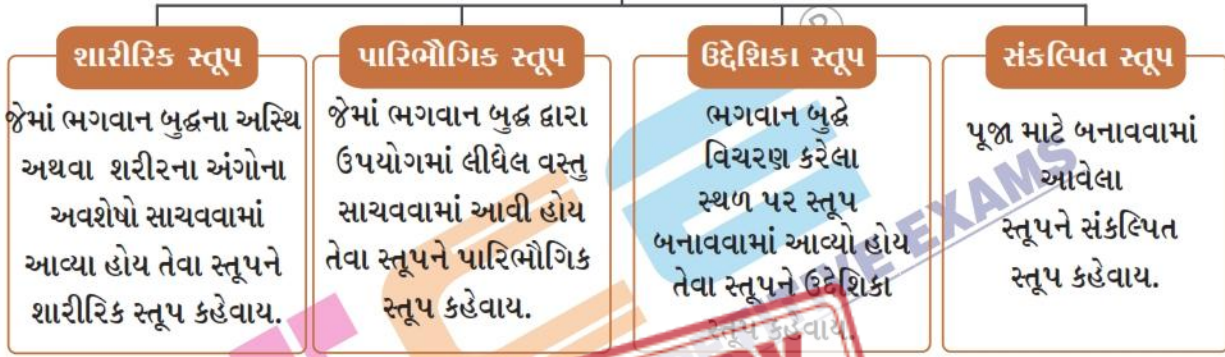 શારીરિક સ્તૂપ
જેમાં ભગવાન બુદ્ધના અસ્થિ
અથવા શરીરના અંગોના
અવશેષો સાચવવામાં
આવ્યા હોય તેવા સ્તૂપને
શારીરિક સ્તૂપ કહેવાય.
પારિભૌગિક સ્તૂપ
જેમાં ભગવાન બુદ્ધ દ્વારા
ઉપયોગમાં લીધેલ વસ્તુ
સાચવવામાં આવી હોય
તેવા સ્તૂપને પારિભૌગિક
સ્તૂપ કહેવાય.
ઉદ્દેશિકા સ્તૂપ
ભગવાન બુદ્ધે
વિચરણ કરેલા
સ્થળ પર સ્તૂપ
બનાવવામાં આવ્યો હોય
તેવા સ્તૂપને ઉદ્દેશિકા
સ્તૂપ કહેવાય.
સંકલ્પિત સ્તૂપ
પૂજા માટે બનાવવામાં
આવેલા
સ્તૂપને સંકલ્પિત
સ્તૂપ કહેવાય.
EXAMS